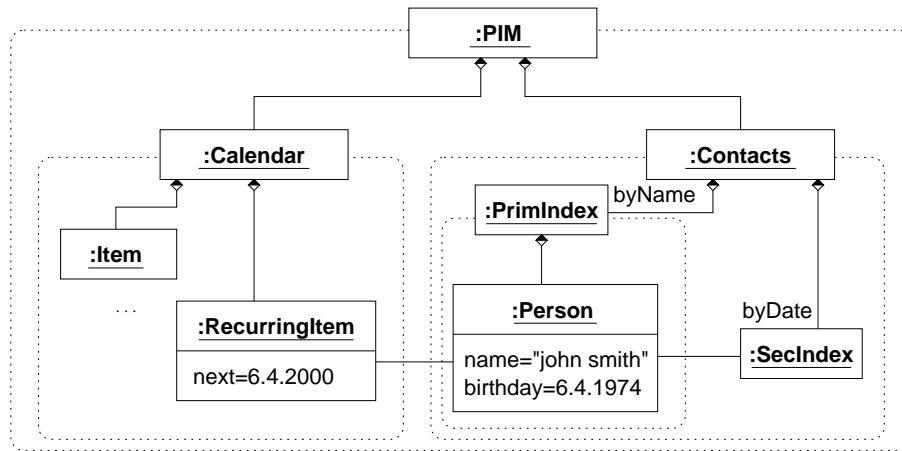 :PIM
:Calendar
:Contacts
byName
:PrimIndex
:Item
. . .
:RecurringItem
next=6.4.2000
:Person
name="john smith"
birthday=6.4.1974
byDate
:SecIndex